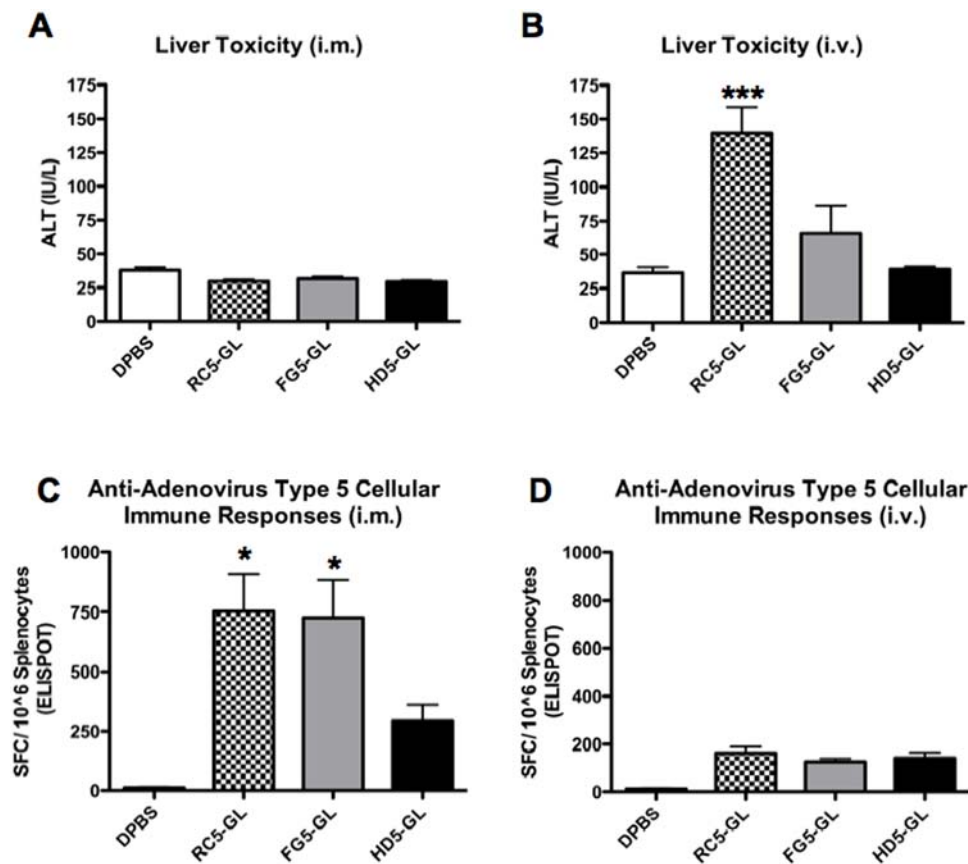 A
Liver Toxicity (i.m.)
ALT (IU/L)
175
150
125
100
75
50
25
0
DPBS
RC5-GL
FG5-GL
HD5-GL
B
Liver Toxicity (i.v.)
ALT (IU/L)
175
150
125
100
75
50
25
0
***
DPBS
RC5-GL
FG5-GL
HD5-GL
C
Anti-Adenovirus Type 5 Cellular
Immune Responses (i.m.)
SFC/ 10^6 Splenocytes
(ELISPOT)
1000
750
500
250
0
*
*
DPBS
RC5-GL
FG5-GL
HD5-GL
D
Anti-Adenovirus Type 5 Cellular
Immune Responses (i.v.)
SFC/ 10^6 Splenocytes
(ELISPOT)
1000
800
600
400
200
0
DPBS
RC5-GL
FG5-GL
HD5-GL